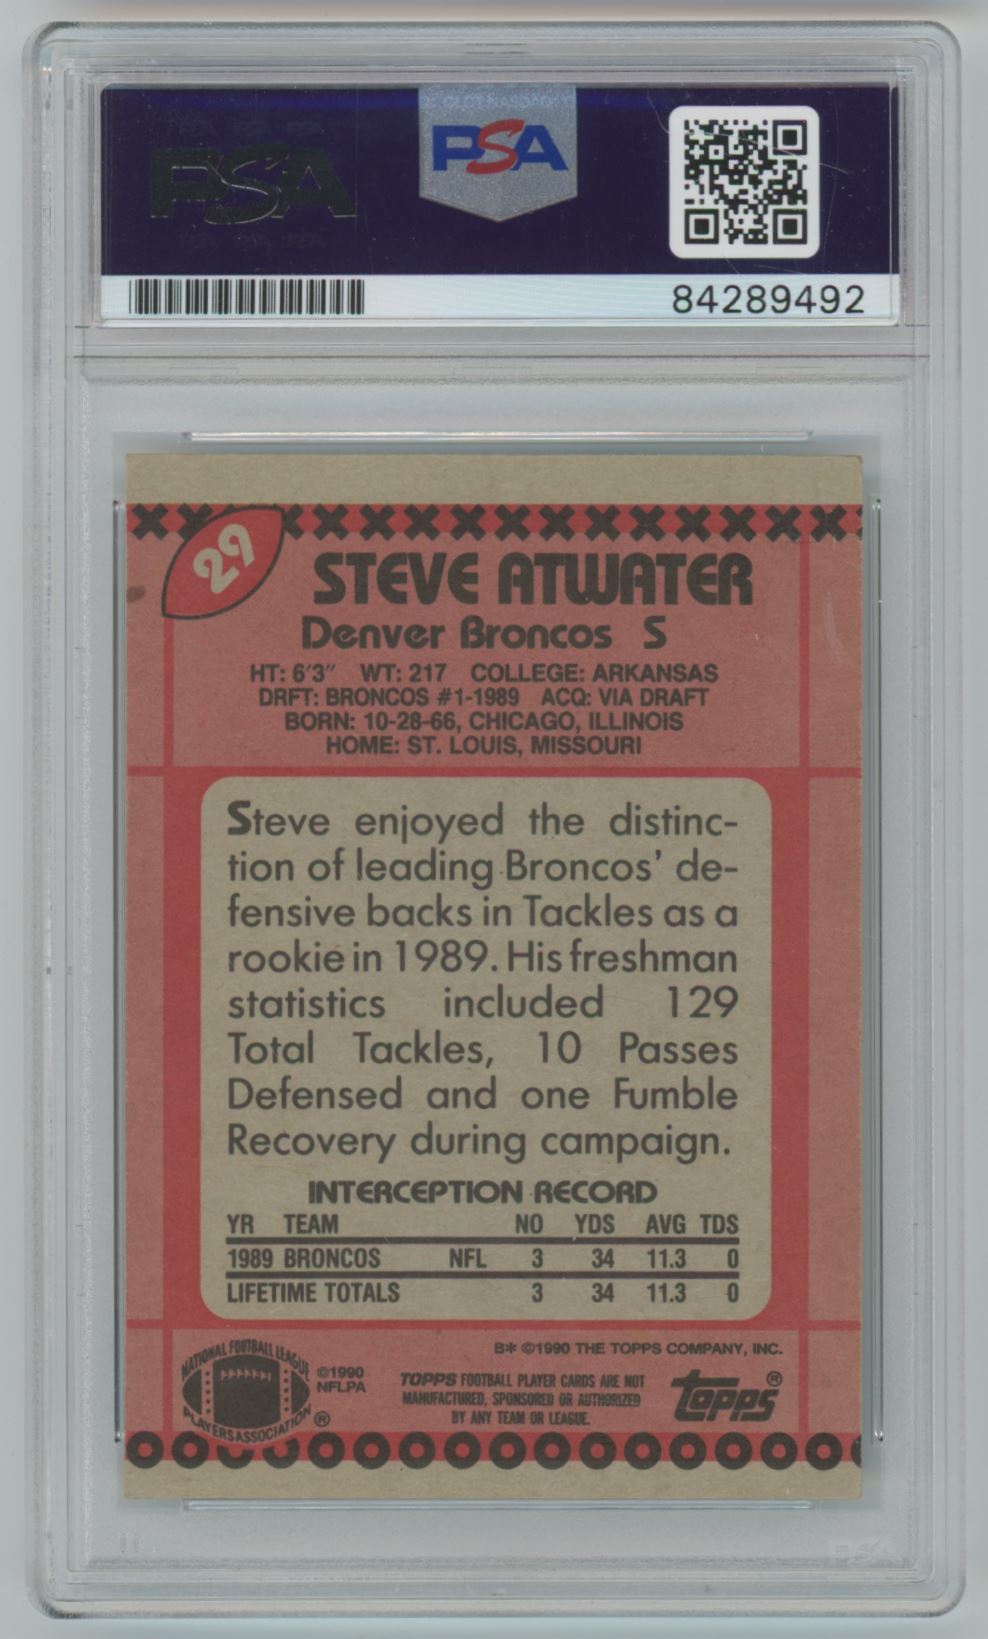 CLCT NASDAQ
PSA
PSA
84289492
29
STEVE ATWATER
Denver Broncos S
HT: 6'3" WT: 217 COLLEGE: ARKANSAS
DRFT: BRONCOS #1-1989 ACQ: VIA DRAFT
BORN: 10-28-66, CHICAGO, ILLINOIS
HOME: ST. LOUIS, MISSOURI
Steve enjoyed the distinc-
tion of leading Broncos' de-
fensive backs in Tackles as a
rookie in 1989. His freshman
statistics included 129
Total Tackles, 10 Passes
Defensed and one Fumble
Recovery during campaign.
INTERCEPTION RECORD
YR TEAM NO YDS AVG TDS
1989 BRONCOS NFL 3 34 11.3 0
LIFETIME TOTALS 3 34 11.3 0
B* ©1990 THE TOPPS COMPANY, INC.
NATIONAL FOOTBALL LEAGUE
PLAYERS ASSOCIATION ®
©1990
NFLPA
TOPPS FOOTBALL PLAYER CARDS ARE NOT
MANUFACTURED, SPONSORED OR AUTHORIZED
BY ANY TEAM OR LEAGUE.
topps®
PSA